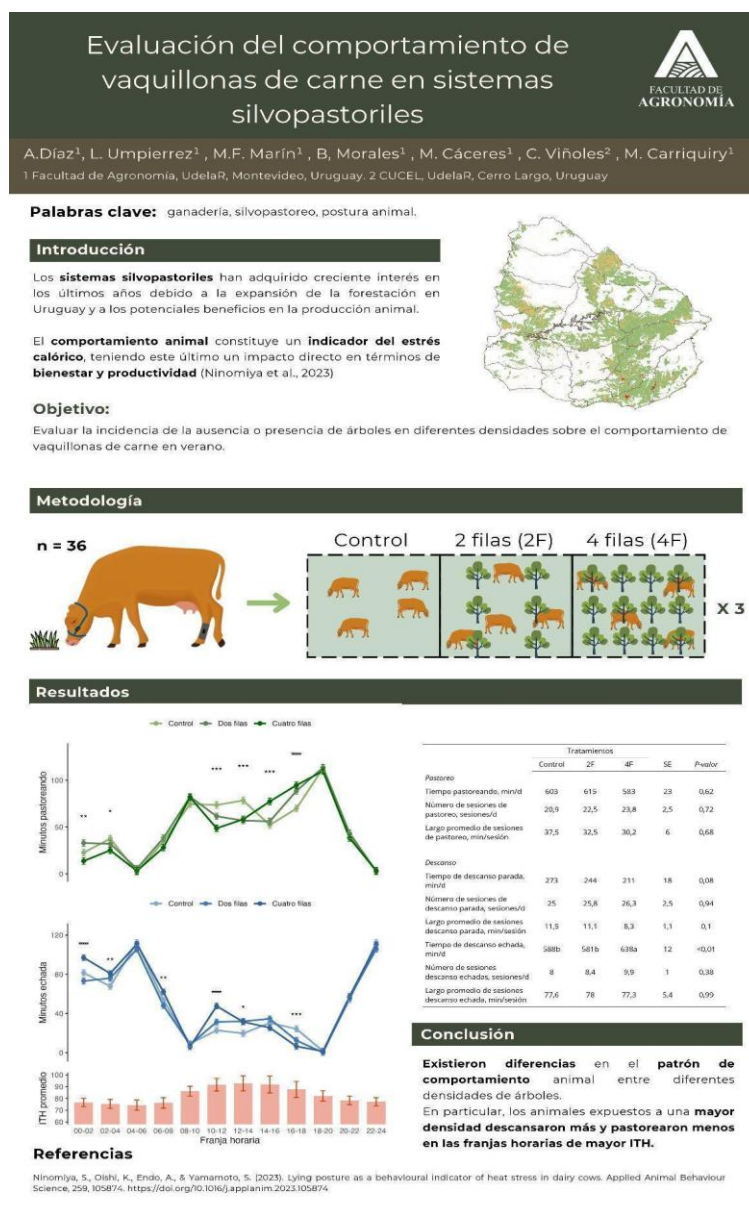 Evaluación del comportamiento de
vaquillonas de carne en sistemas
silvopastoriles
FACULTAD DE
AGRONOMÍA
A.Díaz¹, L. Umpierrez¹ , M.F. Marín¹ , B, Morales¹ , M. Cáceres¹ , C. Viñoles² , M. Carriquiry¹
1 Facultad de Agronomía, UdelaR, Montevideo, Uruguay. 2 CUCEL, UdelaR, Cerro Largo, Uruguay
Palabras clave: ganadería, silvopastoreo, postura animal.
Introducción
Los sistemas silvopastoriles han adquirido creciente interés en
los últimos años debido a la expansión de la forestación en
Uruguay y a los potenciales beneficios en la producción animal.
El comportamiento animal constituye un indicador del estrés
calórico, teniendo este último un impacto directo en términos de
bienestar y productividad (Ninomiya et al., 2023)
Objetivo:
Evaluar la incidencia de la ausencia o presencia de árboles en diferentes densidades sobre el comportamiento de
vaquillonas de carne en verano.
Metodología
n = 36
Control 2 filas (2F) 4 filas (4F)
X 3
Resultados
Control Dos filas Cuatro filas
Minutos pastoreando
100
50
0
** * *** *** *** ****
Control Dos filas Cuatro filas
Minutos echada
120
80
40
0
**** ** ** **** * ***
ITH promedio
100
90
80
70
60
00-02 02-04 04-06 06-08 08-10 10-12 12-14 14-16 16-18 18-20 20-22 22-24
Franja horaria
Tratamientos
Control 2F 4F SE P-valor
Pastoreo
Tiempo pastoreando, min/d 603 615 583 23 0,62
Número de sesiones de
pastoreo, sesiones/d 20,9 22,5 23,8 2,5 0,72
Largo promedio de sesiones
de pastoreo, min/sesión 37,5 32,5 30,2 6 0,68
Descanso
Tiempo de descanso parada,
min/d 273 244 211 18 0,08
Número de sesiones de
descanso parada, sesiones/d 25 25,8 26,3 2,5 0,94
Largo promedio de sesiones
descanso parada, min/sesión 11,5 11,1 8,3 1,1 0,1
Tiempo de descanso echada,
min/d 588b 581b 638a 12 <0,01
Número de sesiones
descanso echadas, sesiones/d 8 8,4 9,9 1 0,38
Largo promedio de sesiones
descanso echada, min/sesión 77,6 78 77,3 5,4 0,99
Conclusión
Existieron diferencias en el patrón de
comportamiento animal entre diferentes
densidades de árboles.
En particular, los animales expuestos a una mayor
densidad descansaron más y pastorearon menos
en las franjas horarias de mayor ITH.
Referencias
Ninomiya, S., Oishi, K., Endo, A., & Yamamoto, S. (2023). Lying posture as a behavioural indicator of heat stress in dairy cows. Applied Animal Behaviour
Science, 259, 105874. https://doi.org/10.1016/j.applanim.2023.105874